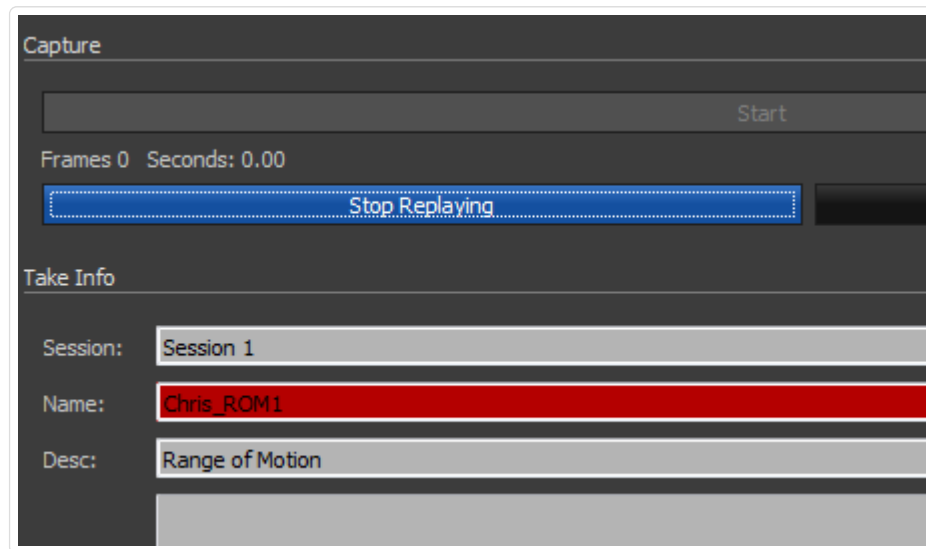 Capture
Start
Frames 0 Seconds: 0.00
Stop Replaying
Take Info
Session: Session 1
Name: Chris_ROM1
Desc: Range of Motion